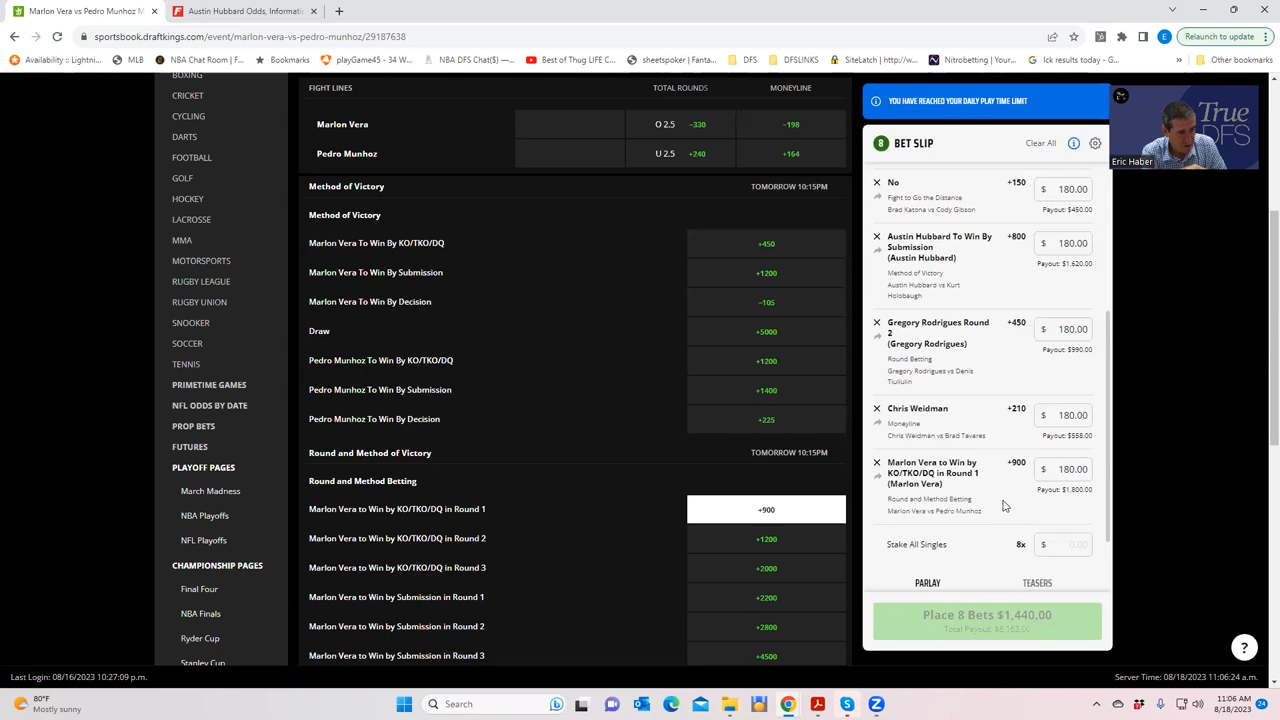 Marlon Vera vs Pedro Munhoz M
Austin Hubbard Odds, Informatic
sportsbook.draftkings.com/event/marlon-vera-vs-pedro-munhoz/29187638
E
Relaunch to update
Availability :: Lightni...
MLB
NBA Chat Room | F...
Bookmarks
playGame45 - 34 W...
NBA DFS Chat($) —...
Best of Thug LIFE C...
sheetspoker | Fanta...
DFS
DFSLINKS
SiteLatch | http://w...
Nitrobetting | Your...
Ick results today - G...
Other bookmarks
BOXING
CRICKET
CYCLING
DARTS
FOOTBALL
GOLF
HOCKEY
LACROSSE
MMA
MOTORSPORTS
RUGBY LEAGUE
RUGBY UNION
SNOOKER
SOCCER
TENNIS
PRIMETIME GAMES
NFL ODDS BY DATE
PROP BETS
FUTURES
PLAYOFF PAGES
March Madness
NBA Playoffs
NFL Playoffs
CHAMPIONSHIP PAGES
Final Four
NBA Finals
Ryder Cup
Stanley Cup
FIGHT LINES TOTAL ROUNDS MONEYLINE
Marlon Vera O 2.5 −330 −198
Pedro Munhoz U 2.5 +240 +164
Method of Victory TOMORROW 10:15PM
Method of Victory
Marlon Vera To Win By KO/TKO/DQ +450
Marlon Vera To Win By Submission +1200
Marlon Vera To Win By Decision −105
Draw +5000
Pedro Munhoz To Win By KO/TKO/DQ +1200
Pedro Munhoz To Win By Submission +1400
Pedro Munhoz To Win By Decision +225
Round and Method of Victory TOMORROW 10:15PM
Round and Method Betting
Marlon Vera to Win by KO/TKO/DQ in Round 1 +900
Marlon Vera to Win by KO/TKO/DQ in Round 2 +1200
Marlon Vera to Win by KO/TKO/DQ in Round 3 +2000
Marlon Vera to Win by Submission in Round 1 +2200
Marlon Vera to Win by Submission in Round 2 +2800
Marlon Vera to Win by Submission in Round 3 +4500
YOU HAVE REACHED YOUR DAILY PLAY TIME LIMIT
8 BET SLIP Clear All
No +150 $ 180.00
Fight to Go the Distance Payout: $450.00
Brad Katona vs Cody Gibson
Austin Hubbard To Win By +800 $ 180.00
Submission
(Austin Hubbard) Payout: $1,620.00
Method of Victory
Austin Hubbard vs Kurt
Holobaugh
Gregory Rodrigues Round +450 $ 180.00
2
(Gregory Rodrigues) Payout: $990.00
Round Betting
Gregory Rodrigues vs Denis
Tiuliulin
Chris Weidman +210 $ 180.00
Moneyline
Chris Weidman vs Brad Tavares Payout: $558.00
Marlon Vera to Win by +900 $ 180.00
KO/TKO/DQ in Round 1
(Marlon Vera) Payout: $1,800.00
Round and Method Betting
Marlon Vera vs Pedro Munhoz
Stake All Singles 8x $ 0.00
PARLAY TEASERS
Place 8 Bets $1,440.00
Total Payout: $8,163.00
True
DFS
Eric Haber
?
Last Login: 08/16/2023 10:27:09 p.m.
Server Time: 08/18/2023 11:06:24 a.m.
80°F
Mostly sunny
Search
11:06 AM
8/18/2023
24